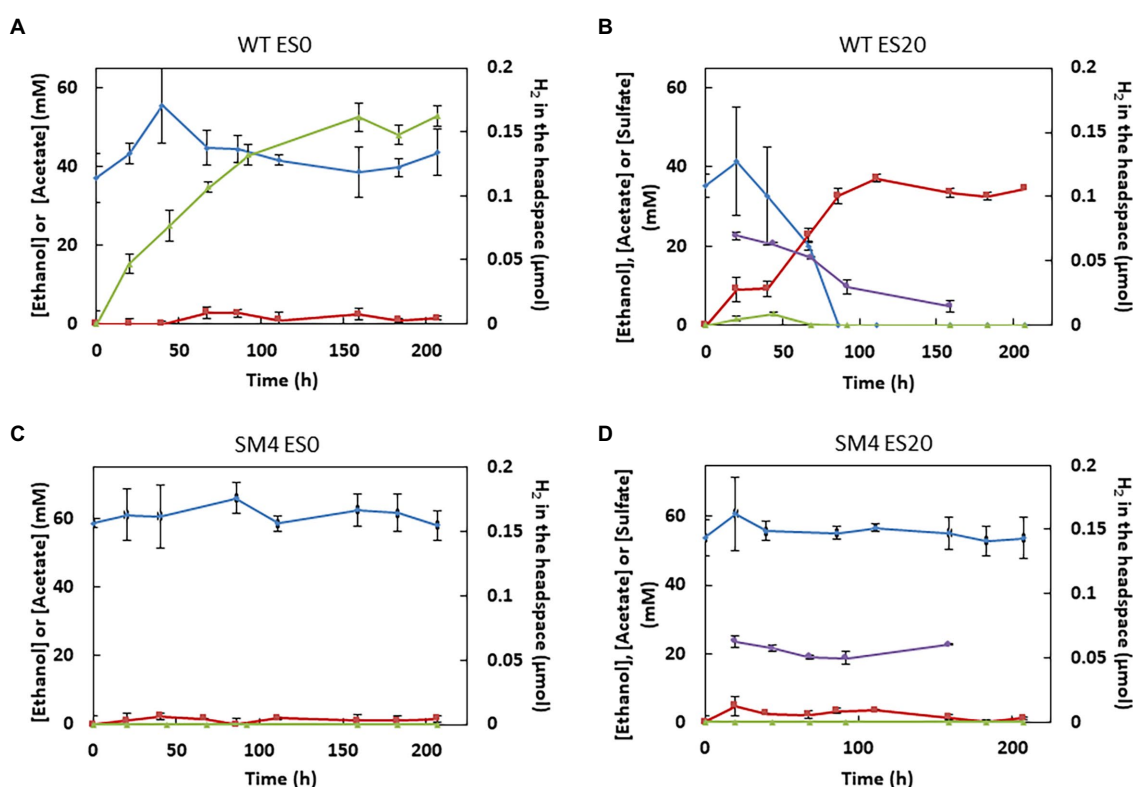 A
WT ES0
[Ethanol] or [Acetate] (mM)
60
40
20
0
0.2
0.15
0.1
0.05
0
H2 in the headspace (μmol)
0 50 100 150 200
Time (h)
B
WT ES20
[Ethanol], [Acetate] or [Sulfate]
(mM)
60
40
20
0
0.2
0.15
0.1
0.05
0
H2 in the headspace (μmol)
0 50 100 150 200
Time (h)
C
SM4 ES0
[Ethanol] or [Acetate] (mM)
60
40
20
0
0.2
0.15
0.1
0.05
0
H2 in the headspace (μmol)
0 50 100 150 200
Time (h)
D
SM4 ES20
[Ethanol], [Acetate] or [Sulfate]
(mM)
60
40
20
0
0.2
0.15
0.1
0.05
0
H2 in the headspace (μmol)
0 100 200
Time (h)